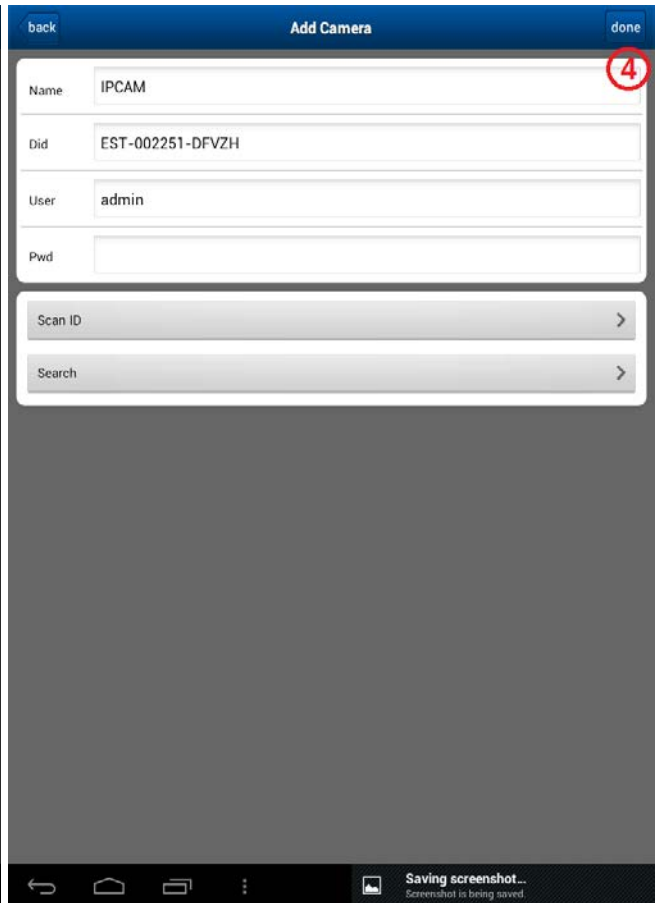 back Add Camera done
4
Name IPCAM
Did EST-002251-DFVZH
User admin
Pwd
Scan ID
Search
Saving screenshot...
Screenshot is being saved.